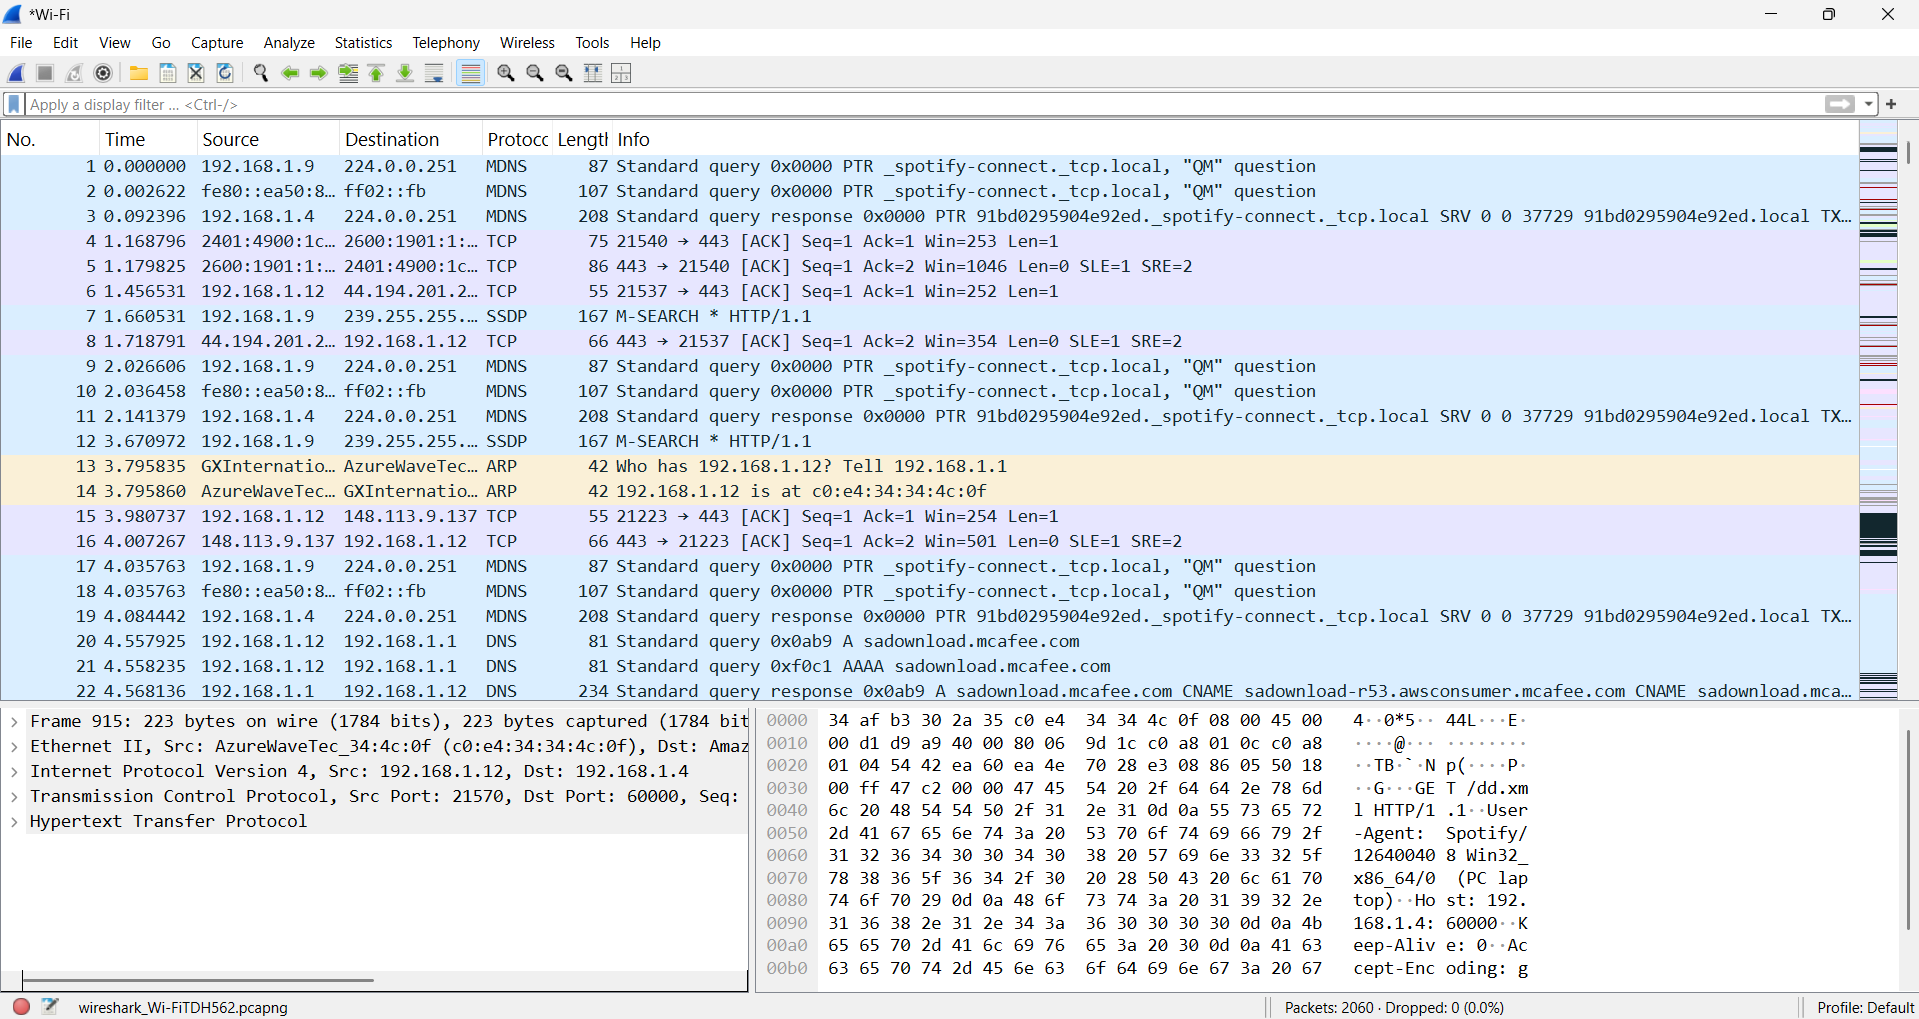 *Wi-Fi
File Edit View Go Capture Analyze Statistics Telephony Wireless Tools Help
Apply a display filter ... <Ctrl-/>
No. Time Source Destination Protocc Lengtl Info
1 0.000000 192.168.1.9 224.0.0.251 MDNS 87 Standard query 0x0000 PTR _spotify-connect._tcp.local, "QM" question
2 0.002622 fe80::ea50:8… ff02::fb MDNS 107 Standard query 0x0000 PTR _spotify-connect._tcp.local, "QM" question
3 0.092396 192.168.1.4 224.0.0.251 MDNS 208 Standard query response 0x0000 PTR 91bd0295904e92ed._spotify-connect._tcp.local SRV 0 0 37729 91bd0295904e92ed.local TX…
4 1.168796 2401:4900:1c… 2600:1901:1:… TCP 75 21540 → 443 [ACK] Seq=1 Ack=1 Win=253 Len=1
5 1.179825 2600:1901:1:… 2401:4900:1c… TCP 86 443 → 21540 [ACK] Seq=1 Ack=2 Win=1046 Len=0 SLE=1 SRE=2
6 1.456531 192.168.1.12 44.194.201.2… TCP 55 21537 → 443 [ACK] Seq=1 Ack=1 Win=252 Len=1
7 1.660531 192.168.1.9 239.255.255.… SSDP 167 M-SEARCH * HTTP/1.1
8 1.718791 44.194.201.2… 192.168.1.12 TCP 66 443 → 21537 [ACK] Seq=1 Ack=2 Win=354 Len=0 SLE=1 SRE=2
9 2.026606 192.168.1.9 224.0.0.251 MDNS 87 Standard query 0x0000 PTR _spotify-connect._tcp.local, "QM" question
10 2.036458 fe80::ea50:8… ff02::fb MDNS 107 Standard query 0x0000 PTR _spotify-connect._tcp.local, "QM" question
11 2.141379 192.168.1.4 224.0.0.251 MDNS 208 Standard query response 0x0000 PTR 91bd0295904e92ed._spotify-connect._tcp.local SRV 0 0 37729 91bd0295904e92ed.local TX…
12 3.670972 192.168.1.9 239.255.255.… SSDP 167 M-SEARCH * HTTP/1.1
13 3.795835 GXInternatio… AzureWaveTec… ARP 42 Who has 192.168.1.12? Tell 192.168.1.1
14 3.795860 AzureWaveTec… GXInternatio… ARP 42 192.168.1.12 is at c0:e4:34:34:4c:0f
15 3.980737 192.168.1.12 148.113.9.137 TCP 55 21223 → 443 [ACK] Seq=1 Ack=1 Win=254 Len=1
16 4.007267 148.113.9.137 192.168.1.12 TCP 66 443 → 21223 [ACK] Seq=1 Ack=2 Win=501 Len=0 SLE=1 SRE=2
17 4.035763 192.168.1.9 224.0.0.251 MDNS 87 Standard query 0x0000 PTR _spotify-connect._tcp.local, "QM" question
18 4.035763 fe80::ea50:8… ff02::fb MDNS 107 Standard query 0x0000 PTR _spotify-connect._tcp.local, "QM" question
19 4.084442 192.168.1.4 224.0.0.251 MDNS 208 Standard query response 0x0000 PTR 91bd0295904e92ed._spotify-connect._tcp.local SRV 0 0 37729 91bd0295904e92ed.local TX…
20 4.557925 192.168.1.12 192.168.1.1 DNS 81 Standard query 0x0ab9 A sadownload.mcafee.com
21 4.558235 192.168.1.12 192.168.1.1 DNS 81 Standard query 0xf0c1 AAAA sadownload.mcafee.com
22 4.568136 192.168.1.1 192.168.1.12 DNS 234 Standard query response 0x0ab9 A sadownload.mcafee.com CNAME sadownload-r53.awsconsumer.mcafee.com CNAME sadownload.mca…
Frame 915: 223 bytes on wire (1784 bits), 223 bytes captured (1784 bit
Ethernet II, Src: AzureWaveTec_34:4c:0f (c0:e4:34:34:4c:0f), Dst: Amaz
Internet Protocol Version 4, Src: 192.168.1.12, Dst: 192.168.1.4
Transmission Control Protocol, Src Port: 21570, Dst Port: 60000, Seq:
Hypertext Transfer Protocol
0000 34 af b3 30 2a 35 c0 e4 34 34 4c 0f 08 00 45 00 4··0*5·· 44L···E·
0010 00 d1 d9 a9 40 00 80 06 9d 1c c0 a8 01 0c c0 a8 ····@··· ········
0020 01 04 54 42 ea 60 ea 4e 70 28 e3 08 86 05 50 18 ··TB·`·N p(····P·
0030 00 ff 47 c2 00 00 47 45 54 20 2f 64 64 2e 78 6d ··G···GE T /dd.xm
0040 6c 20 48 54 54 50 2f 31 2e 31 0d 0a 55 73 65 72 l HTTP/1 .1··User
0050 2d 41 67 65 6e 74 3a 20 53 70 6f 74 69 66 79 2f -Agent: Spotify/
0060 31 32 36 34 30 30 34 30 38 20 57 69 6e 33 32 5f 12640040 8 Win32_
0070 78 38 36 5f 36 34 2f 30 20 28 50 43 20 6c 61 70 x86_64/0 (PC lap
0080 74 6f 70 29 0d 0a 48 6f 73 74 3a 20 31 39 32 2e top)··Ho st: 192.
0090 31 36 38 2e 31 2e 34 3a 36 30 30 30 30 0d 0a 4b 168.1.4: 60000··K
00a0 65 65 70 2d 41 6c 69 76 65 3a 20 30 0d 0a 41 63 eep-Aliv e: 0··Ac
00b0 63 65 70 74 2d 45 6e 63 6f 64 69 6e 67 3a 20 67 cept-Enc oding: g
wireshark_Wi-FiTDH562.pcapng Packets: 2060 · Dropped: 0 (0.0%) Profile: Default